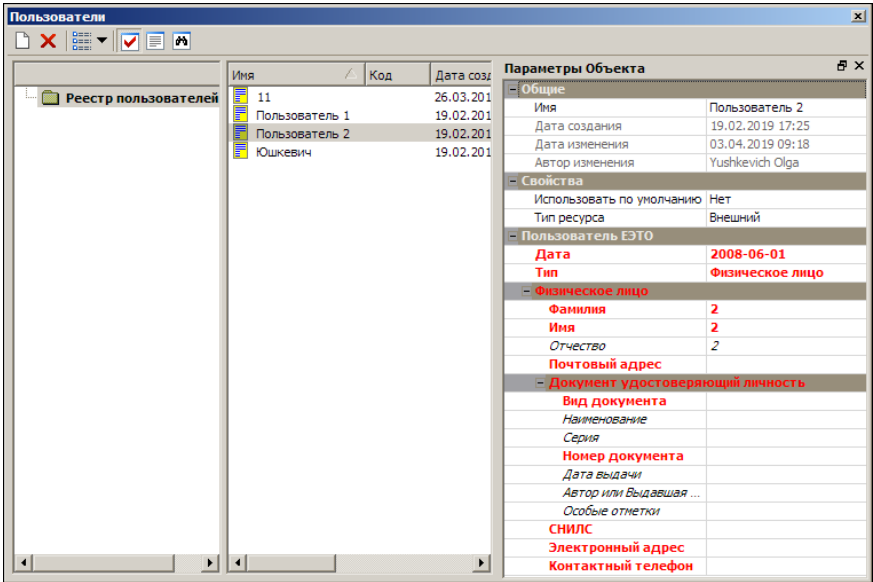 Пользователи
Реестр пользователей
Имя Код Дата созд
11 26.03.201
Пользователь 1 19.02.201
Пользователь 2 19.02.201
Юшкевич 19.02.201
Параметры Объекта
Общие
Имя Пользователь 2
Дата создания 19.02.2019 17:25
Дата изменения 03.04.2019 09:18
Автор изменения Yushkevich Olga
Свойства
Использовать по умолчанию Нет
Тип ресурса Внешний
Пользователь ЕЭТО
Дата 2008-06-01
Тип Физическое лицо
Физическое лицо
Фамилия 2
Имя 2
Отчество 2
Почтовый адрес
Документ удостоверяющий личность
Вид документа
Наименование
Серия
Номер документа
Дата выдачи
Автор или Выдавшая ...
Особые отметки
СНИЛС
Электронный адрес
Контактный телефон